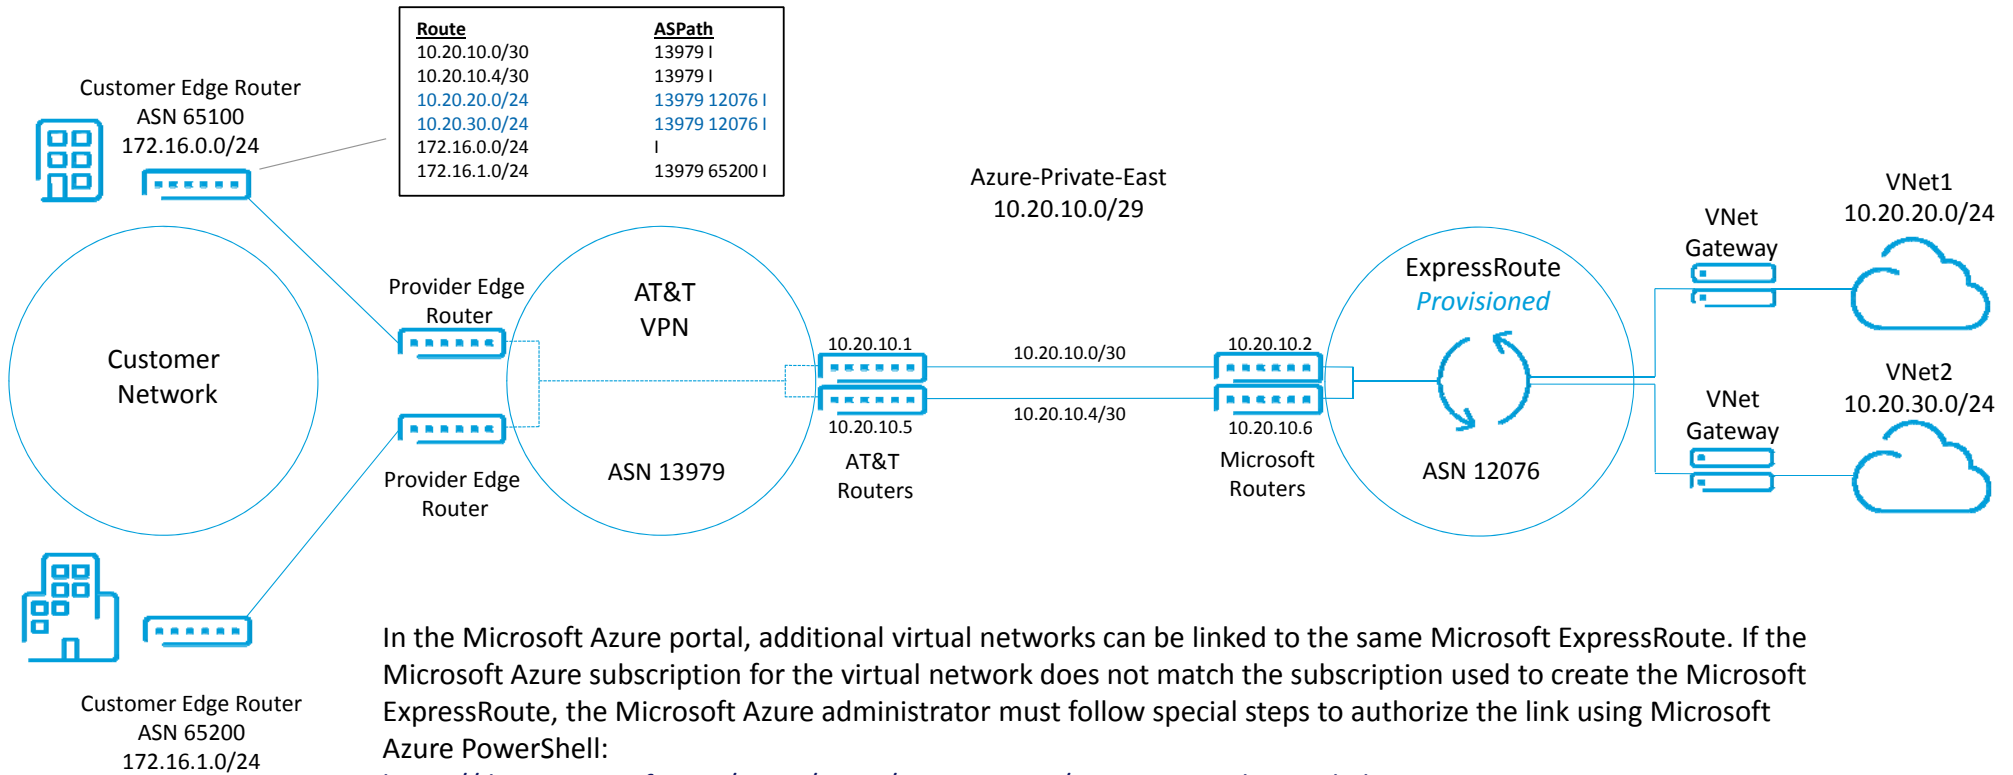 Route ASPath
10.20.10.0/30 13979 I
10.20.10.4/30 13979 I
10.20.20.0/24 13979 12076 I
10.20.30.0/24 13979 12076 I
172.16.0.0/24 I
172.16.1.0/24 13979 65200 I
Customer Edge Router
ASN 65100
172.16.0.0/24
Azure-Private-East
10.20.10.0/29
VNet1
10.20.20.0/24
VNet
Gateway
Provider Edge
Router
AT&T
VPN
ExpressRoute
Provisioned
Customer
Network
10.20.10.1
10.20.10.0/30
10.20.10.2
VNet2
10.20.30.0/24
VNet
Gateway
10.20.10.4/30
10.20.10.5
10.20.10.6
AT&T
Routers
Microsoft
Routers
ASN 13979
ASN 12076
Provider Edge
Router
Customer Edge Router
ASN 65200
172.16.1.0/24
In the Microsoft Azure portal, additional virtual networks can be linked to the same Microsoft ExpressRoute. If the
Microsoft Azure subscription for the virtual network does not match the subscription used to create the Microsoft
ExpressRoute, the Microsoft Azure administrator must follow special steps to authorize the link using Microsoft
Azure PowerShell: